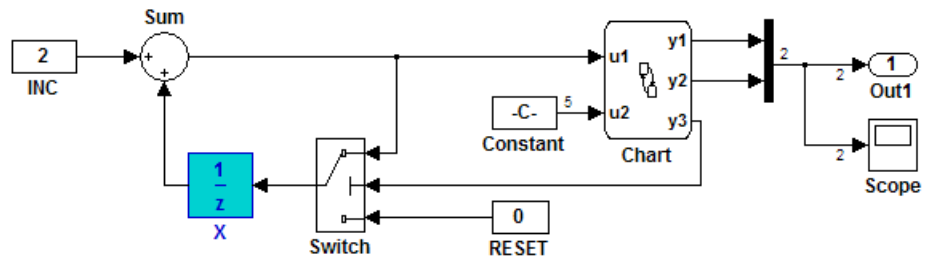 Sum
2
INC
+
+
u1
u2
y1
y2
y3
Chart
-C-
5
Constant
2
2
1
Out1
2
Scope
1
z
X
Switch
0
RESET